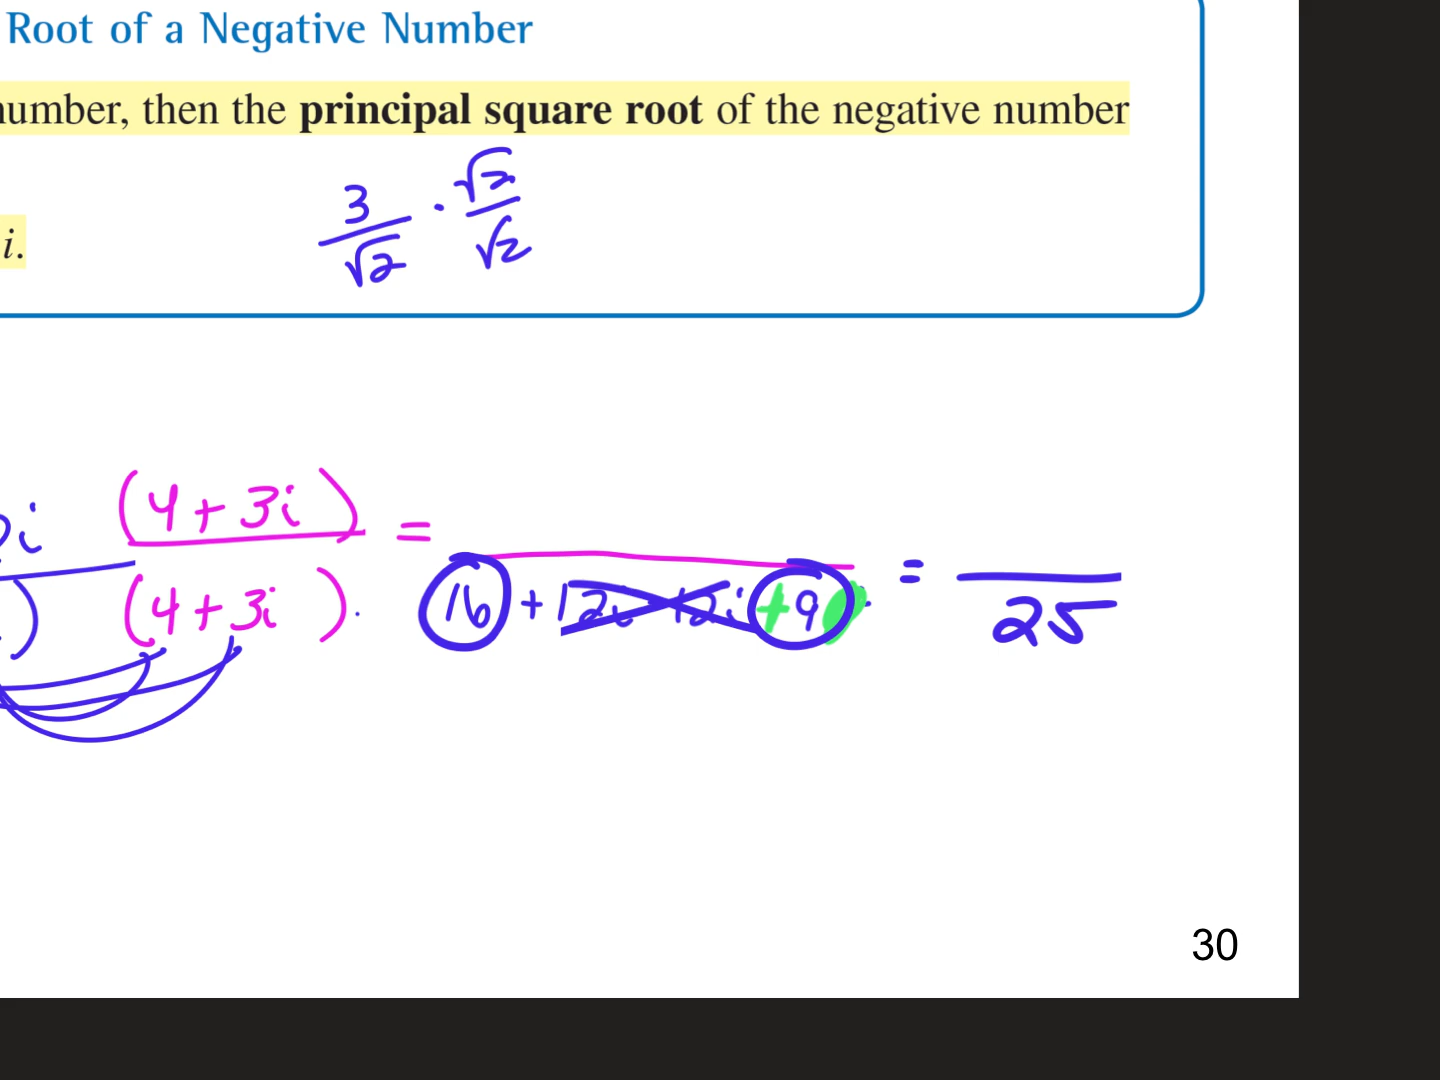 Root of a Negative Number
number, then the principal square root of the negative number
i.
3/√2 · √2/√2
i (4 + 3i) =
) (4 + 3i). 16 + 12i - 12i + 9 = /25
30